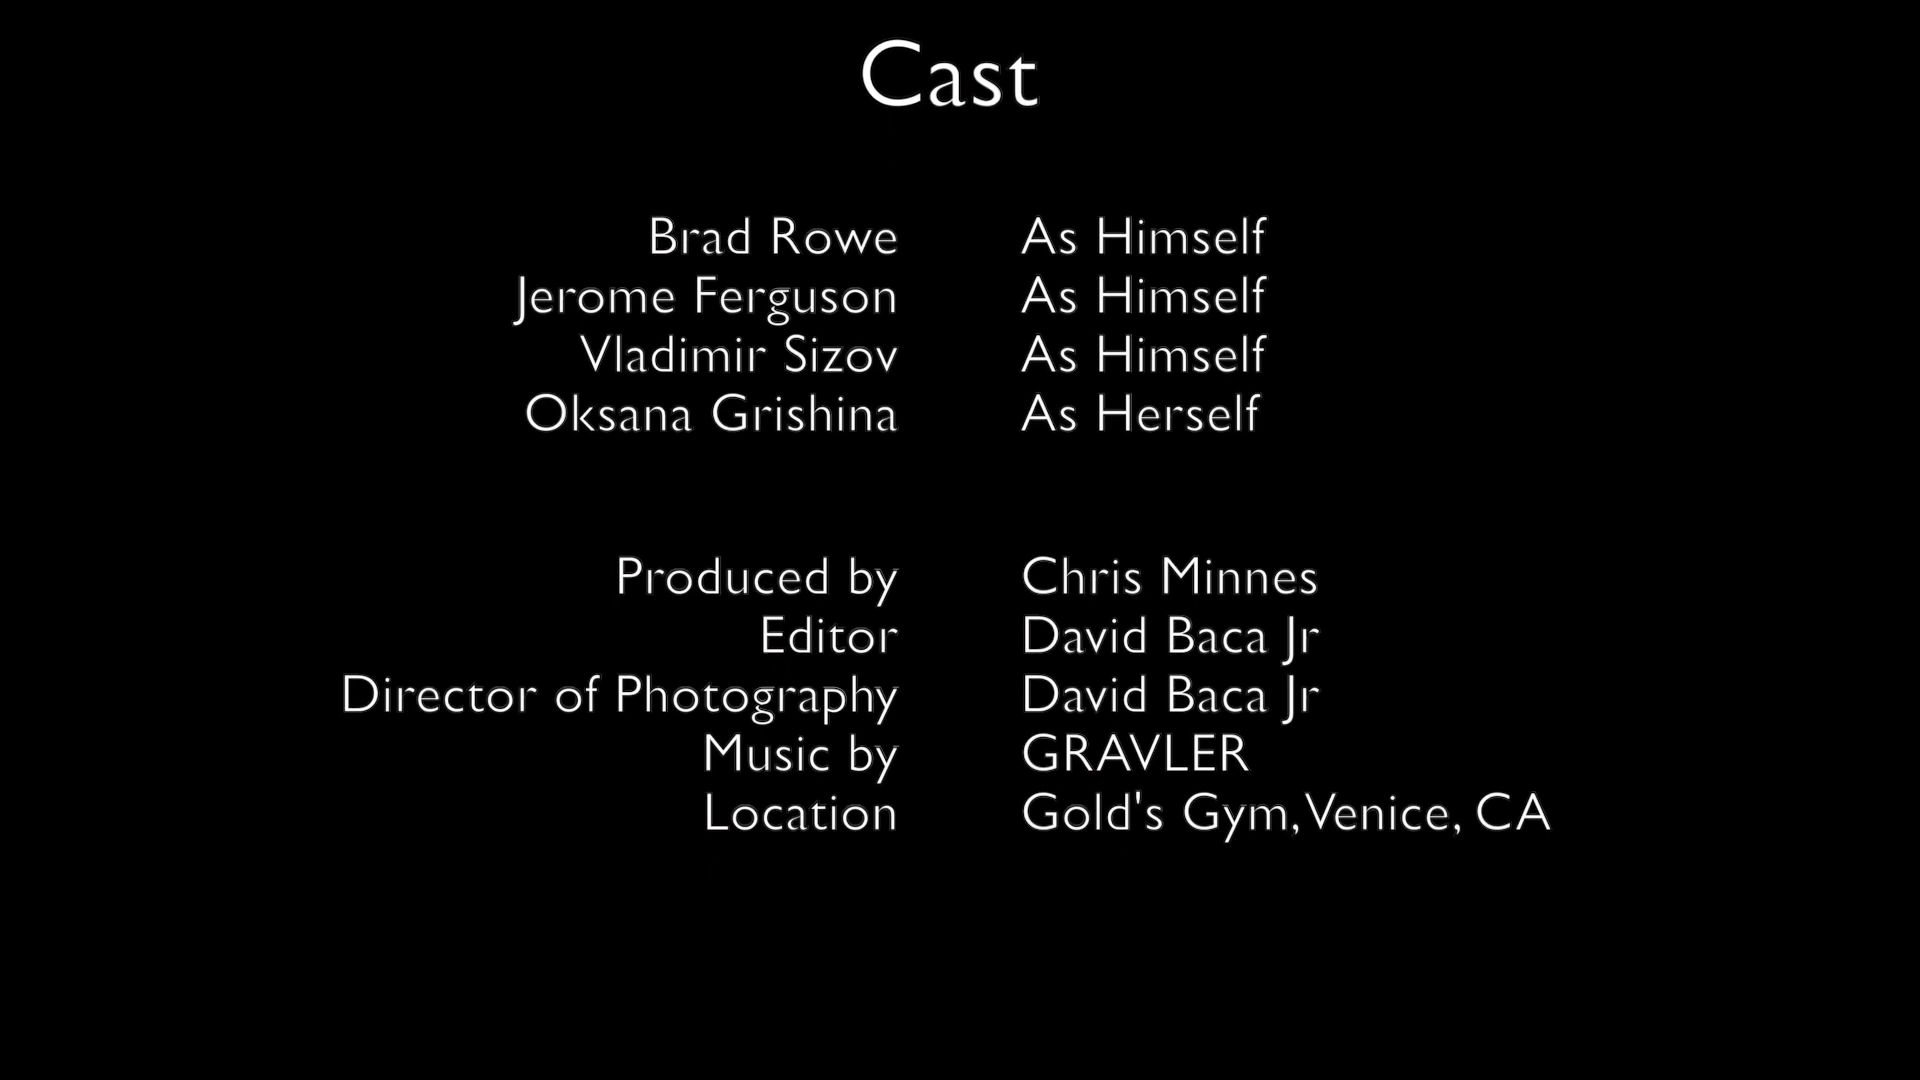 Cast
Brad Rowe As Himself
Jerome Ferguson As Himself
Vladimir Sizov As Himself
Oksana Grishina As Herself
Produced by Chris Minnes
Editor David Baca Jr
Director of Photography David Baca Jr
Music by GRAVLER
Location Gold's Gym, Venice, CA